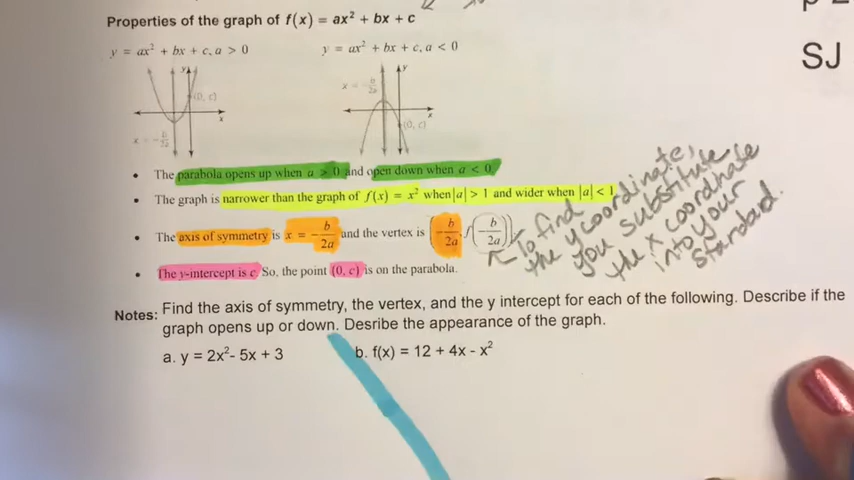 Properties of the graph of f(x) = ax² + bx + c
SJ
y = ax² + bx + c, a > 0
y = ax² + bx + c, a < 0
y
(0, c)
x
x = -b/2a
y
x = -b/2a
x
(0, c)
• The parabola opens up when a > 0 and open down when a < 0.
• The graph is narrower than the graph of f(x) = x² when |a| > 1 and wider when |a| < 1
• The axis of symmetry is x = -b/2a and the vertex is (-b/2a, f(-b/2a))
• The y-intercept is c So, the point (0, c) is on the parabola.
To find
the y coordinate,
you substitute
the x coordinate
into your
standard.
Notes: Find the axis of symmetry, the vertex, and the y intercept for each of the following. Describe if the
graph opens up or down. Desribe the appearance of the graph.
a. y = 2x²- 5x + 3
b. f(x) = 12 + 4x - x²